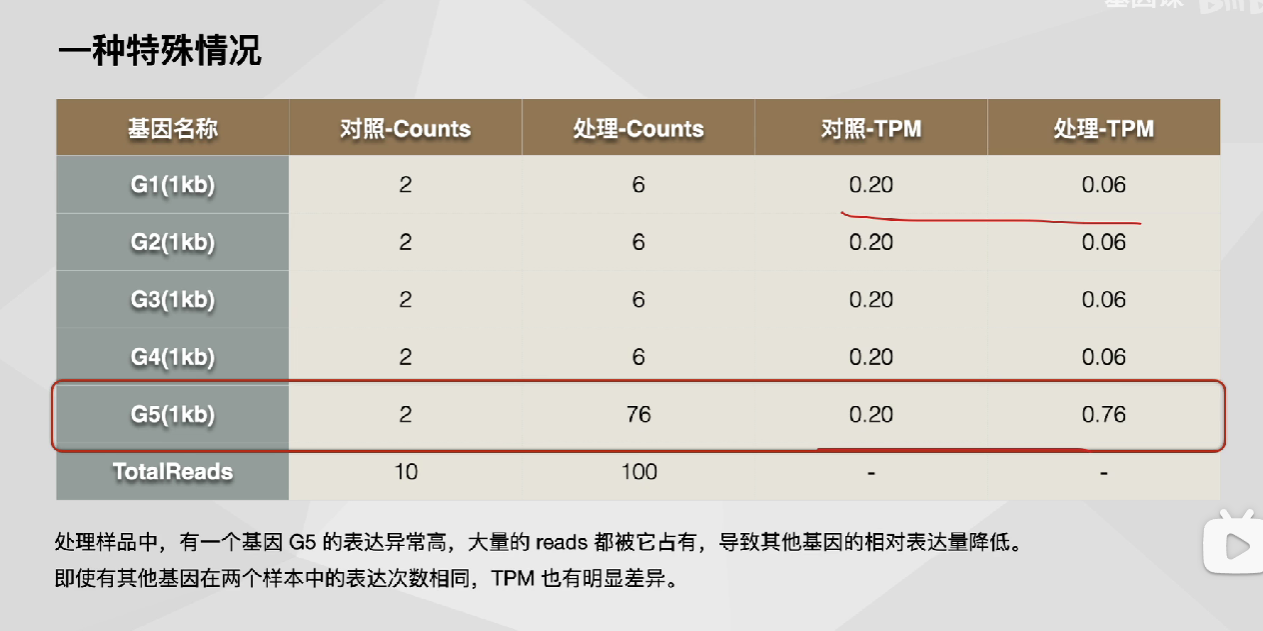 一种特殊情况
基因名称 对照-Counts 处理-Counts 对照-TPM 处理-TPM
G1(1kb) 2 6 0.20 0.06
G2(1kb) 2 6 0.20 0.06
G3(1kb) 2 6 0.20 0.06
G4(1kb) 2 6 0.20 0.06
G5(1kb) 2 76 0.20 0.76
TotalReads 10 100 - -
处理样品中，有一个基因 G5 的表达异常高，大量的 reads 都被它占有，导致其他基因的相对表达量降低。
即使有其他基因在两个样本中的表达次数相同，TPM 也有明显差异。